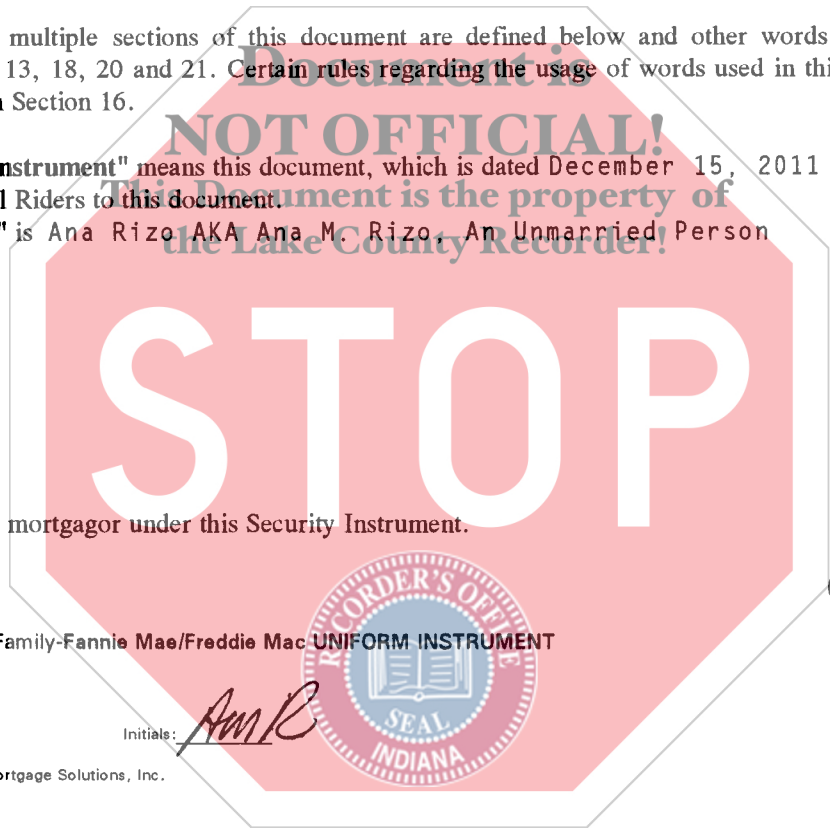 multiple sections of this document are defined below and other words
13, 18, 20 and 21. Certain rules regarding the usage of words used in thi
Section 16.
Document is
NOT OFFICIAL!
This Document is the property of
the Lake County Recorder!
nstrument" means this document, which is dated December 15, 2011
l Riders to this document.
" is Ana Rizo AKA Ana M. Rizo, An Unmarried Person
STOP
mortgagor under this Security Instrument.
RECORDER'S OFFICE
SEAL
INDIANA
Family-Fannie Mae/Freddie Mac UNIFORM INSTRUMENT
Initials: AMR
ortgage Solutions, Inc.